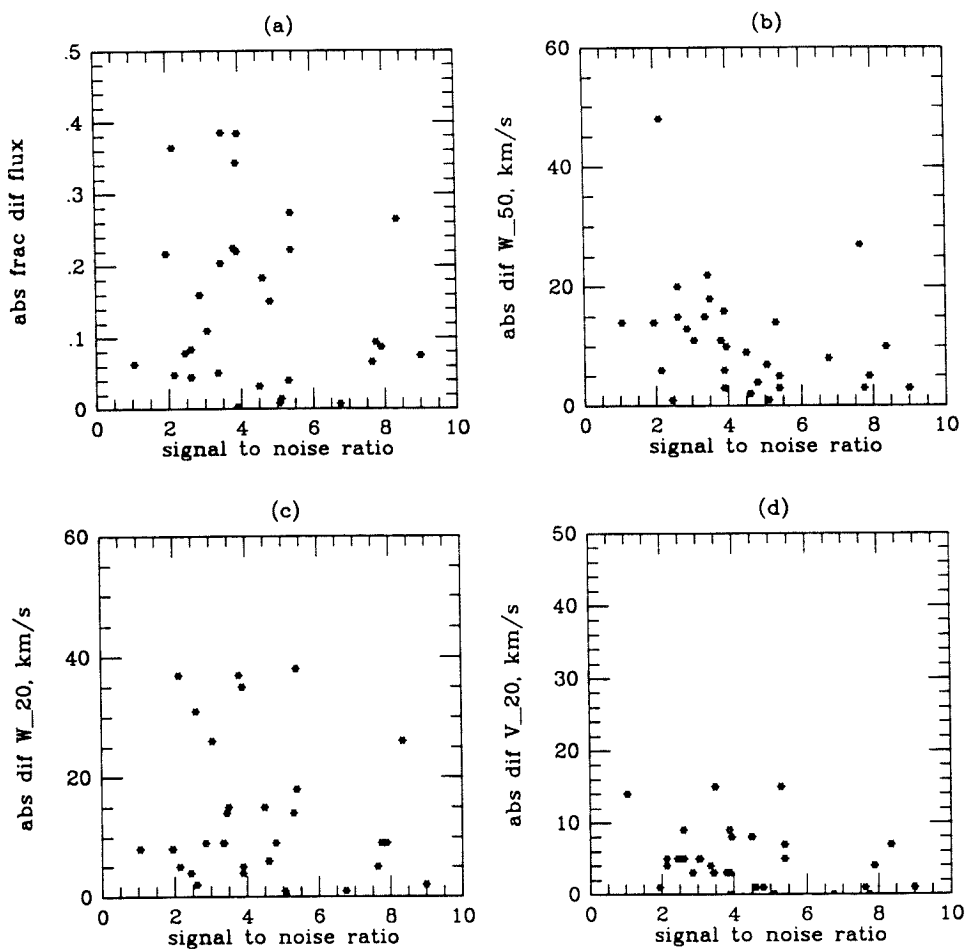 (a)
.5
.4
.3
.2
.1
0
abs frac dif flux
0 2 4 6 8 10
signal to noise ratio
(b)
60
40
20
0
abs dif W_50, km/s
0 2 4 6 8 10
signal to noise ratio
(c)
60
40
20
0
abs dif W_20, km/s
0 2 4 6 8 10
signal to noise ratio
(d)
50
40
30
20
10
0
abs dif V_20, km/s
0 2 4 6 8 10
signal to noise ratio